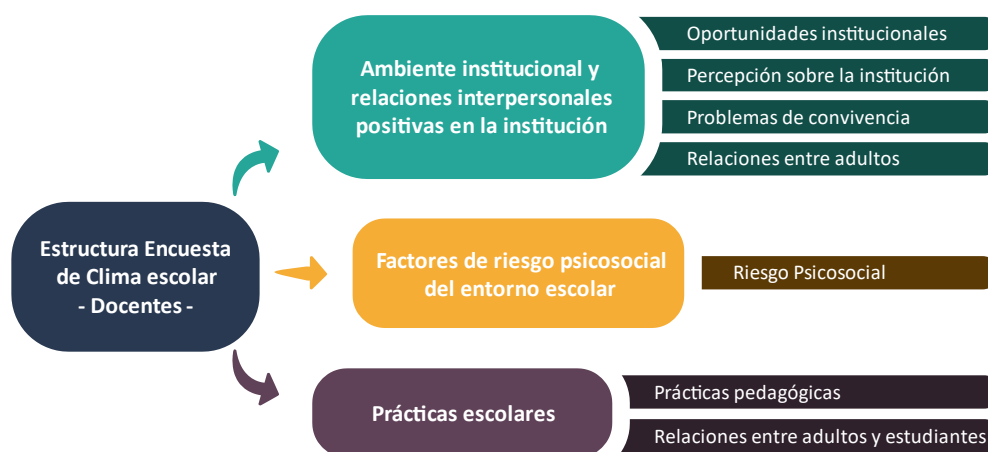 Estructura Encuesta
de Clima escolar
- Docentes -
Ambiente institucional y
relaciones interpersonales
positivas en la institución
Oportunidades institucionales
Percepción sobre la institución
Problemas de convivencia
Relaciones entre adultos
Factores de riesgo psicosocial
del entorno escolar
Riesgo Psicosocial
Prácticas escolares
Prácticas pedagógicas
Relaciones entre adultos y estudiantes